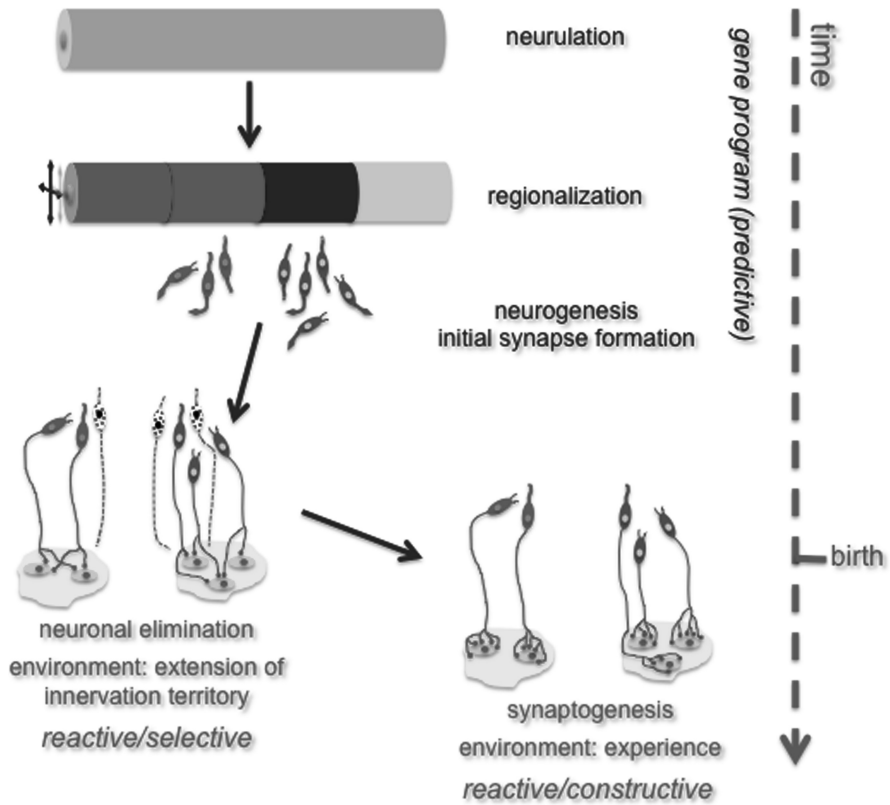 neurulation
time
gene program (predictive)
regionalization
neurogenesis
initial synapse formation
birth
neuronal elimination
environment: extension of
innervation territory
reactive/selective
synaptogenesis
environment: experience
reactive/constructive